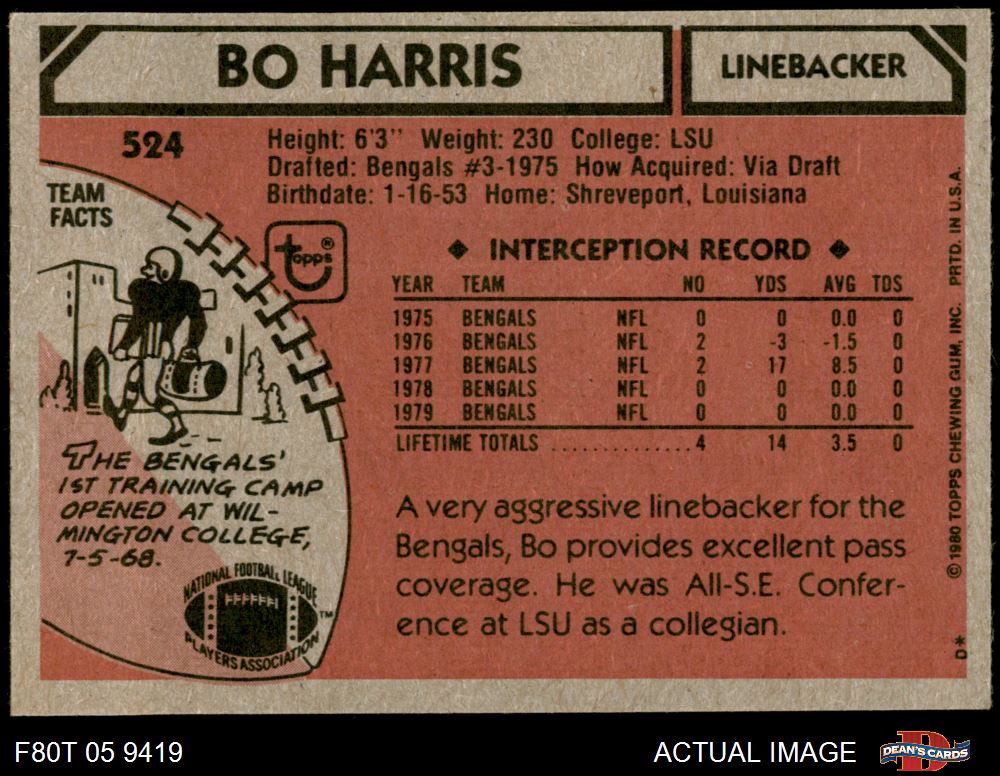 BO HARRIS
LINEBACKER
524
Height: 6'3'' Weight: 230 College: LSU
Drafted: Bengals #3-1975 How Acquired: Via Draft
Birthdate: 1-16-53 Home: Shreveport, Louisiana
TEAM
FACTS
topps®
◆ INTERCEPTION RECORD ◆
YEAR TEAM NO YDS AVG TDS
1975 BENGALS NFL 0 0 0.0 0
1976 BENGALS NFL 2 -3 -1.5 0
1977 BENGALS NFL 2 17 8.5 0
1978 BENGALS NFL 0 0 0.0 0
1979 BENGALS NFL 0 0 0.0 0
LIFETIME TOTALS .............. 4 14 3.5 0
THE BENGALS'
1ST TRAINING CAMP
OPENED AT WIL-
MINGTON COLLEGE,
7-5-68.
NATIONAL FOOTBALL LEAGUE
PLAYERS ASSOCIATION
™
A very aggressive linebacker for the
Bengals, Bo provides excellent pass
coverage. He was All-S.E. Confer-
ence at LSU as a collegian.
D* © 1980 TOPPS CHEWING GUM, INC. PRTD. IN U.S.A.
F80T 05 9419
ACTUAL IMAGE
D
DEAN'S CARDS